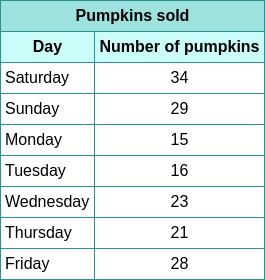 Pumpkins sold
Day Number of pumpkins
Saturday 34
Sunday 29
Monday 15
Tuesday 16
Wednesday 23
Thursday 21
Friday 28